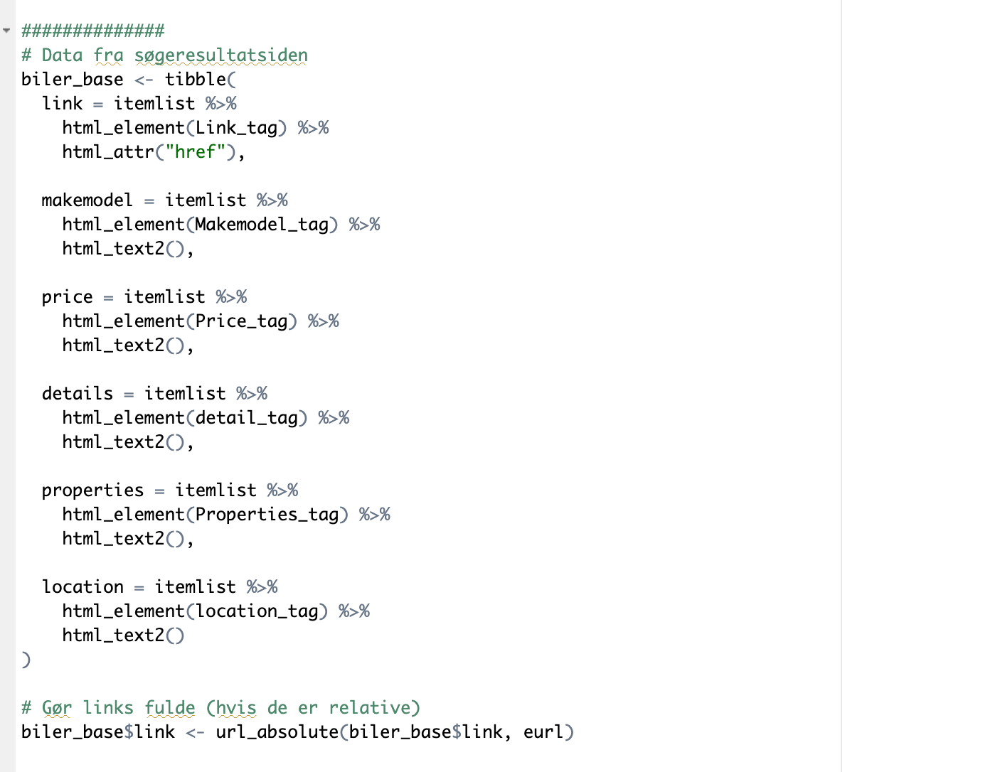 ##############
# Data fra søgeresultatsiden
biler_base <- tibble(
  link = itemlist %>%
    html_element(Link_tag) %>%
    html_attr("href"),

  makemodel = itemlist %>%
    html_element(Makemodel_tag) %>%
    html_text2(),

  price = itemlist %>%
    html_element(Price_tag) %>%
    html_text2(),

  details = itemlist %>%
    html_element(detail_tag) %>%
    html_text2(),

  properties = itemlist %>%
    html_element(Properties_tag) %>%
    html_text2(),

  location = itemlist %>%
    html_element(location_tag) %>%
    html_text2()
)

# Gør links fulde (hvis de er relative)
biler_base$link <- url_absolute(biler_base$link, eurl)